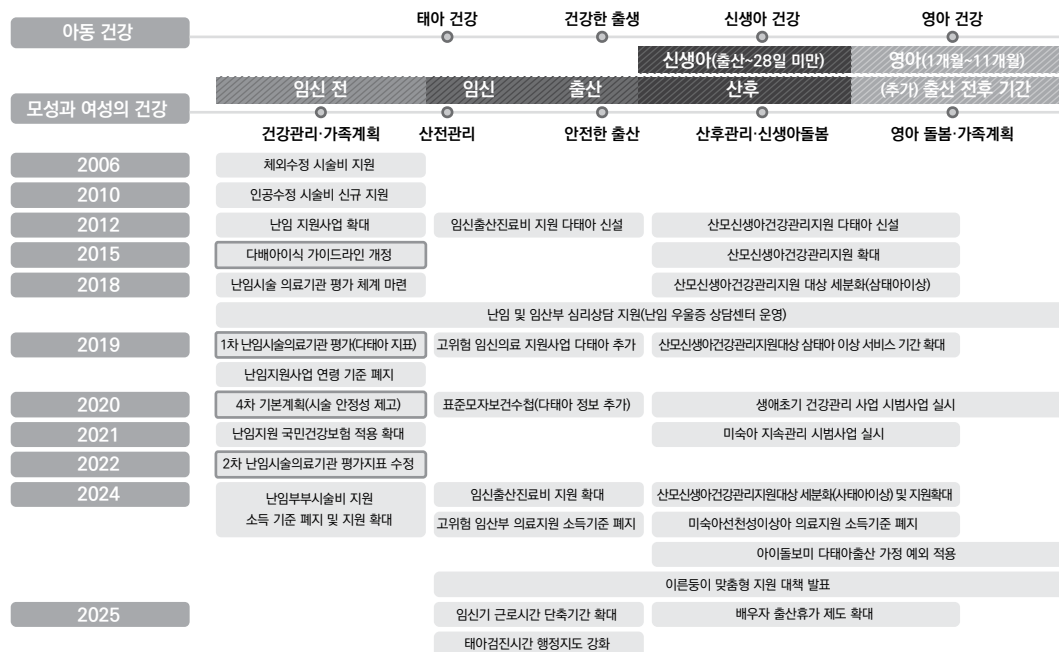 아동 건강
태아 건강
건강한 출생
신생아 건강
영아 건강
신생아(출산~28일 미만)
영아(1개월~11개월)
모성과 여성의 건강
임신 전
임신
출산
산후
(추가) 출산 전후 기간
건강관리·가족계획
산전관리
안전한 출산
산후관리·신생아돌봄
영아 돌봄·가족계획
2006
체외수정 시술비 지원
2010
인공수정 시술비 신규 지원
2012
난임 지원사업 확대
임신출산진료비 지원 다태아 신설
산모신생아건강관리지원 다태아 신설
2015
다배아이식 가이드라인 개정
산모신생아건강관리지원 확대
2018
난임시술 의료기관 평가 체계 마련
산모신생아건강관리지원 대상 세분화(삼태아이상)
난임 및 임산부 심리상담 지원(난임 우울증 상담센터 운영)
2019
1차 난임시술의료기관 평가(다태아 지표)
고위험 임신의료 지원사업 다태아 추가
산모신생아건강관리지원대상 삼태아 이상 서비스 기간 확대
난임지원사업 연령 기준 폐지
2020
4차 기본계획(시술 안정성 제고)
표준모자보건수첩(다태아 정보 추가)
생애초기 건강관리 사업 시범사업 실시
2021
난임지원 국민건강보험 적용 확대
미숙아 지속관리 시범사업 실시
2022
2차 난임시술의료기관 평가지표 수정
2024
난임부부시술비 지원
소득 기준 폐지 및 지원 확대
임신출산진료비 지원 확대
산모신생아건강관리지원대상 세분화(사태아이상) 및 지원확대
고위험 임산부 의료지원 소득기준 폐지
미숙아선천성이상아 의료지원 소득기준 폐지
아이돌보미 다태아출산 가정 예외 적용
이른둥이 맞춤형 지원 대책 발표
2025
임신기 근로시간 단축기간 확대
배우자 출산휴가 제도 확대
태아검진시간 행정지도 강화